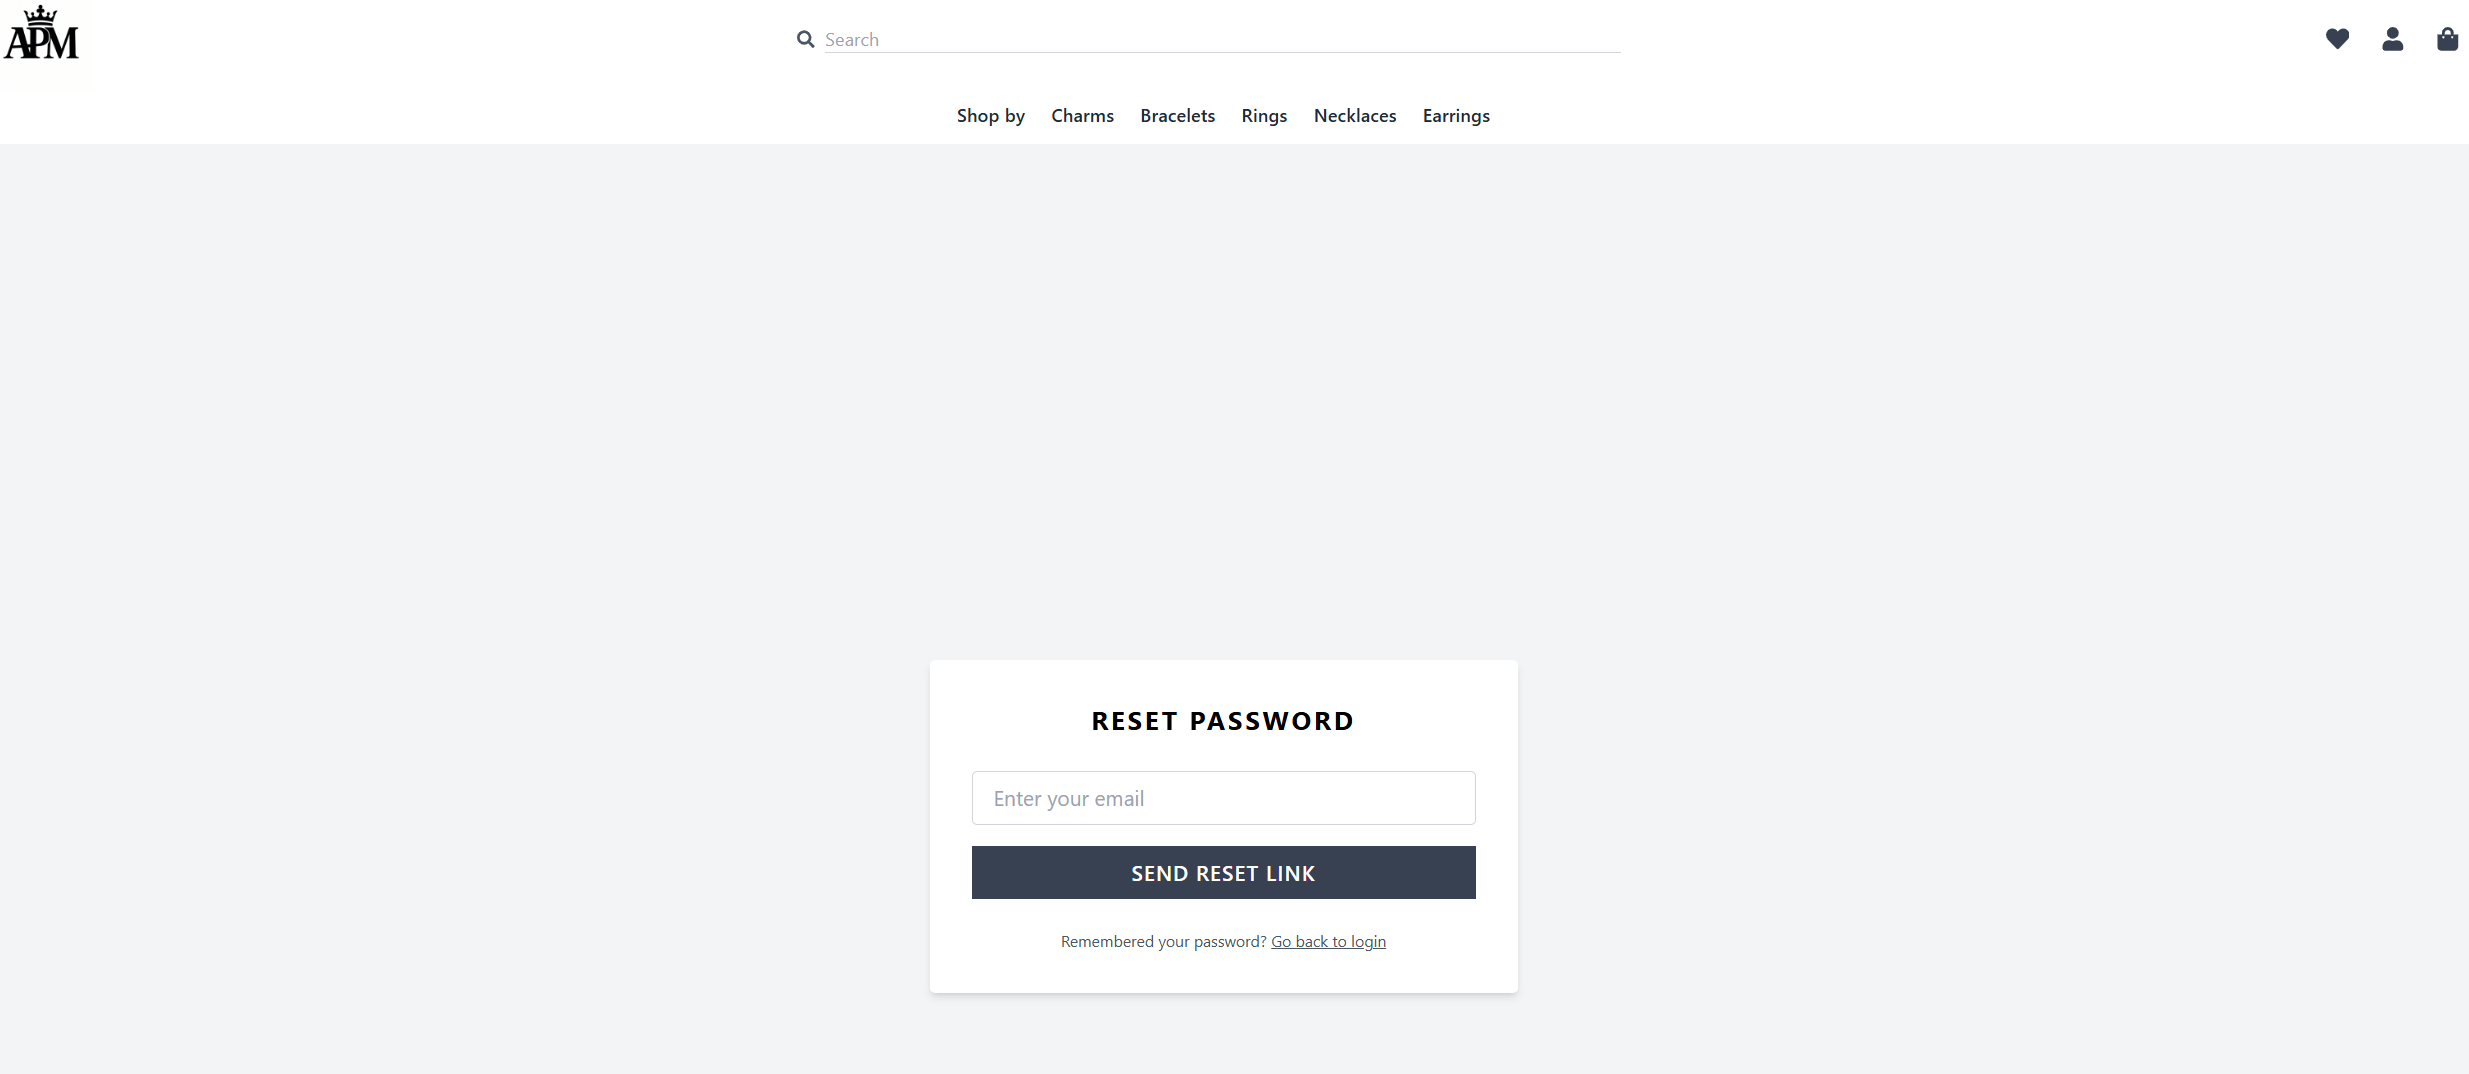 APM
Search
Shop by Charms Bracelets Rings Necklaces Earrings
RESET PASSWORD
Enter your email
SEND RESET LINK
Remembered your password? Go back to login